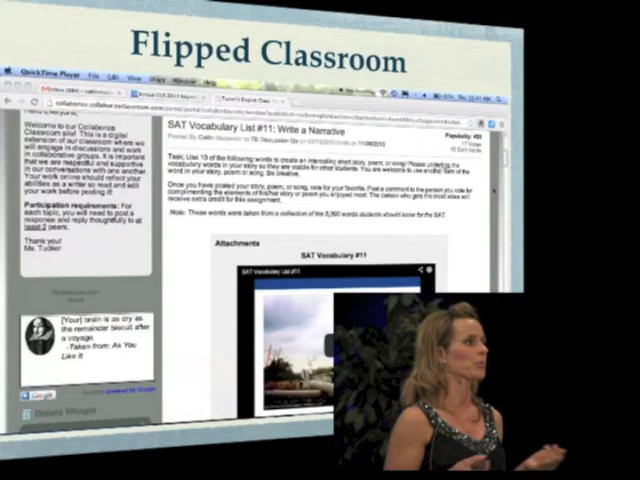 Flipped Classroom
QuickTime Player File Edit View Window Help
SAT Vocabulary List #11: Write a Narrative
Welcome to our Collaborize
Classroom site! This is a digital
extension of our classroom where we
will engage in discussions and work
in collaborative groups. It is important
that we are respectful and supportive
in our conversations with one another.
Your work online should reflect your
abilities as a writer so read and edit
your work before posting it!
Participation requirements: For
each topic, you will need to post a
response and reply thoughtfully to at
least 2 peers.
Thank you!
Ms. Tucker
Task: Use 10 of the following words to create an interesting short story, poem, or song! Please underline the
vocabulary words in your story so they are visible for other students. You are welcome to use another form of the
word in your story, poem or song. Be creative.
Once you have posted your story, poem, or song, vote for your favorite. Post a comment to the person you vote for
complimenting the elements of his/her story or poem you enjoyed most. The person who gets the most votes will
receive extra credit for this assignment.
Note: These words were taken from a collection of the 5,000 words students should know for the SAT.
Attachments
SAT Vocabulary #11
SAT Vocabulary List #11
[Your] brain is as dry as
the remainder biscuit after
a voyage.
-Taken from: As You
Like It
Google
Delete Widget